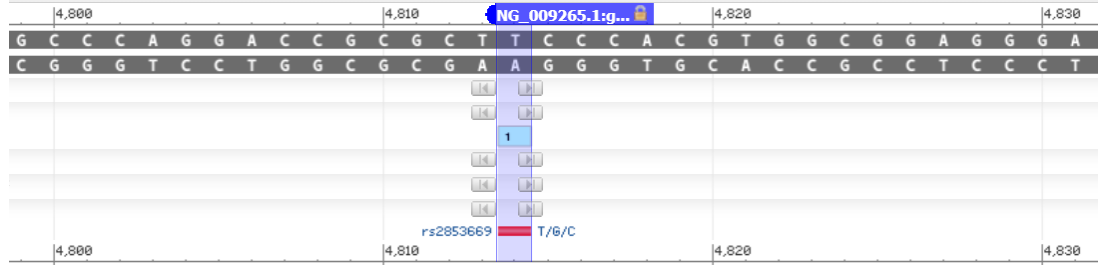 4,800 4,810 NG_009265.1:g... 4,820 4,830
G C C C A G G A C C G C G C T T C C C A C G T G G C G G A G G G A
C G G G T C C T G G C G C G A A G G G T G C A C C G C C T C C C T
1
rs2853669 T/G/C
4,800 4,810 4,820 4,830